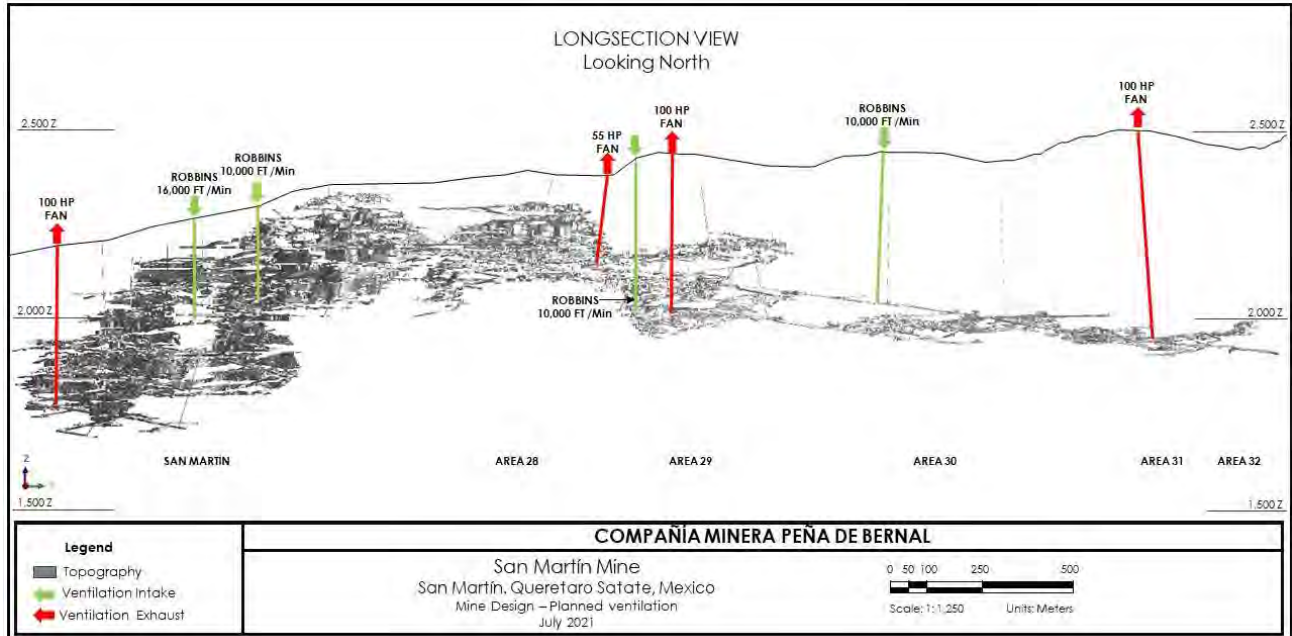 LONGSECTION VIEW
Looking North
2.500 Z
2.500 Z
100 HP
FAN
ROBBINS
16,000 FT /Min
ROBBINS
10,000 FT /Min
55 HP
FAN
100 HP
FAN
ROBBINS
10,000 FT /Min
100 HP
FAN
2.000 Z
2.000 Z
ROBBINS
10,000 FT /Min
SAN MARTIN
AREA 28
AREA 29
AREA 30
AREA 31
AREA 32
Z
1.500 Z
1.500 Z
Legend
Topography
Ventilation Intake
Ventilation Exhaust
COMPAÑÍA MINERA PEÑA DE BERNAL
San Martín Mine
San Martín, Queretaro Satate, Mexico
Mine Design – Planned ventilation
July 2021
0 50 100 250 500
Scale: 1: 1,250 Units: Meters